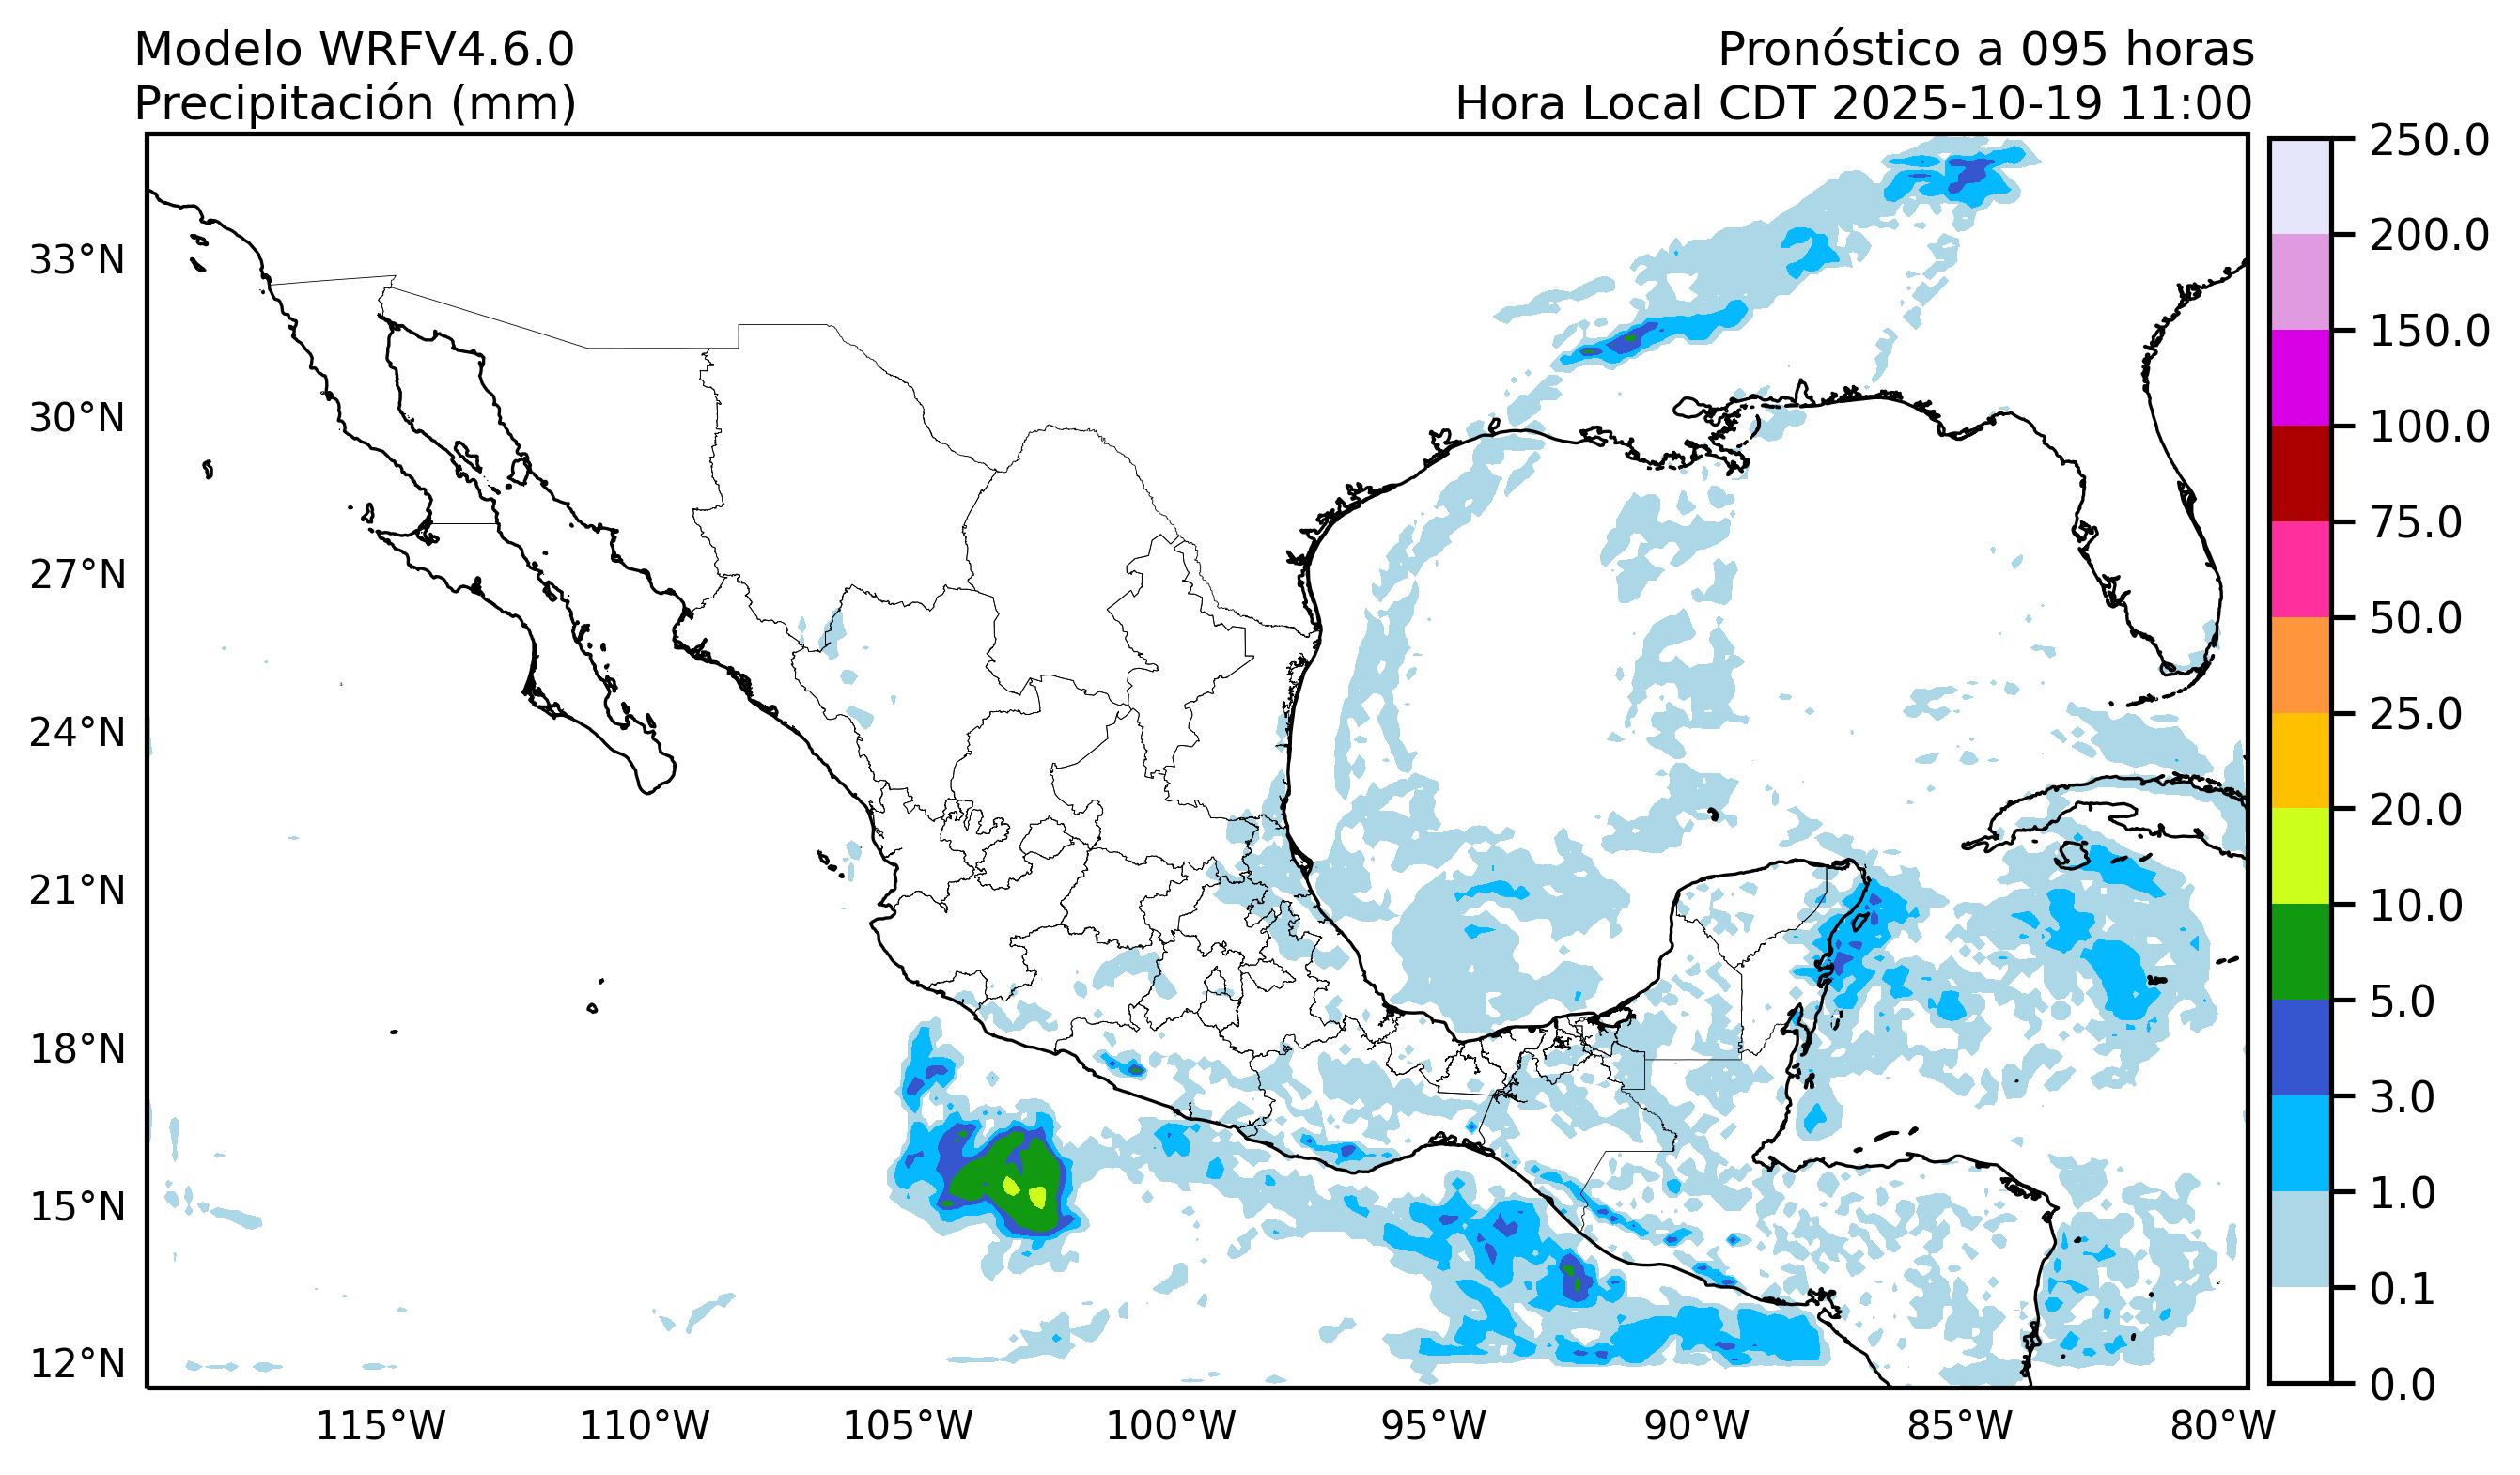 Modelo WRFV4.6.0
Precipitación (mm)
Pronóstico a 095 horas
Hora Local CDT 2025-10-19 11:00
33°N
30°N
27°N
24°N
21°N
18°N
15°N
12°N
115°W
110°W
105°W
100°W
95°W
90°W
85°W
80°W
250.0
200.0
150.0
100.0
75.0
50.0
25.0
20.0
10.0
5.0
3.0
1.0
0.1
0.0